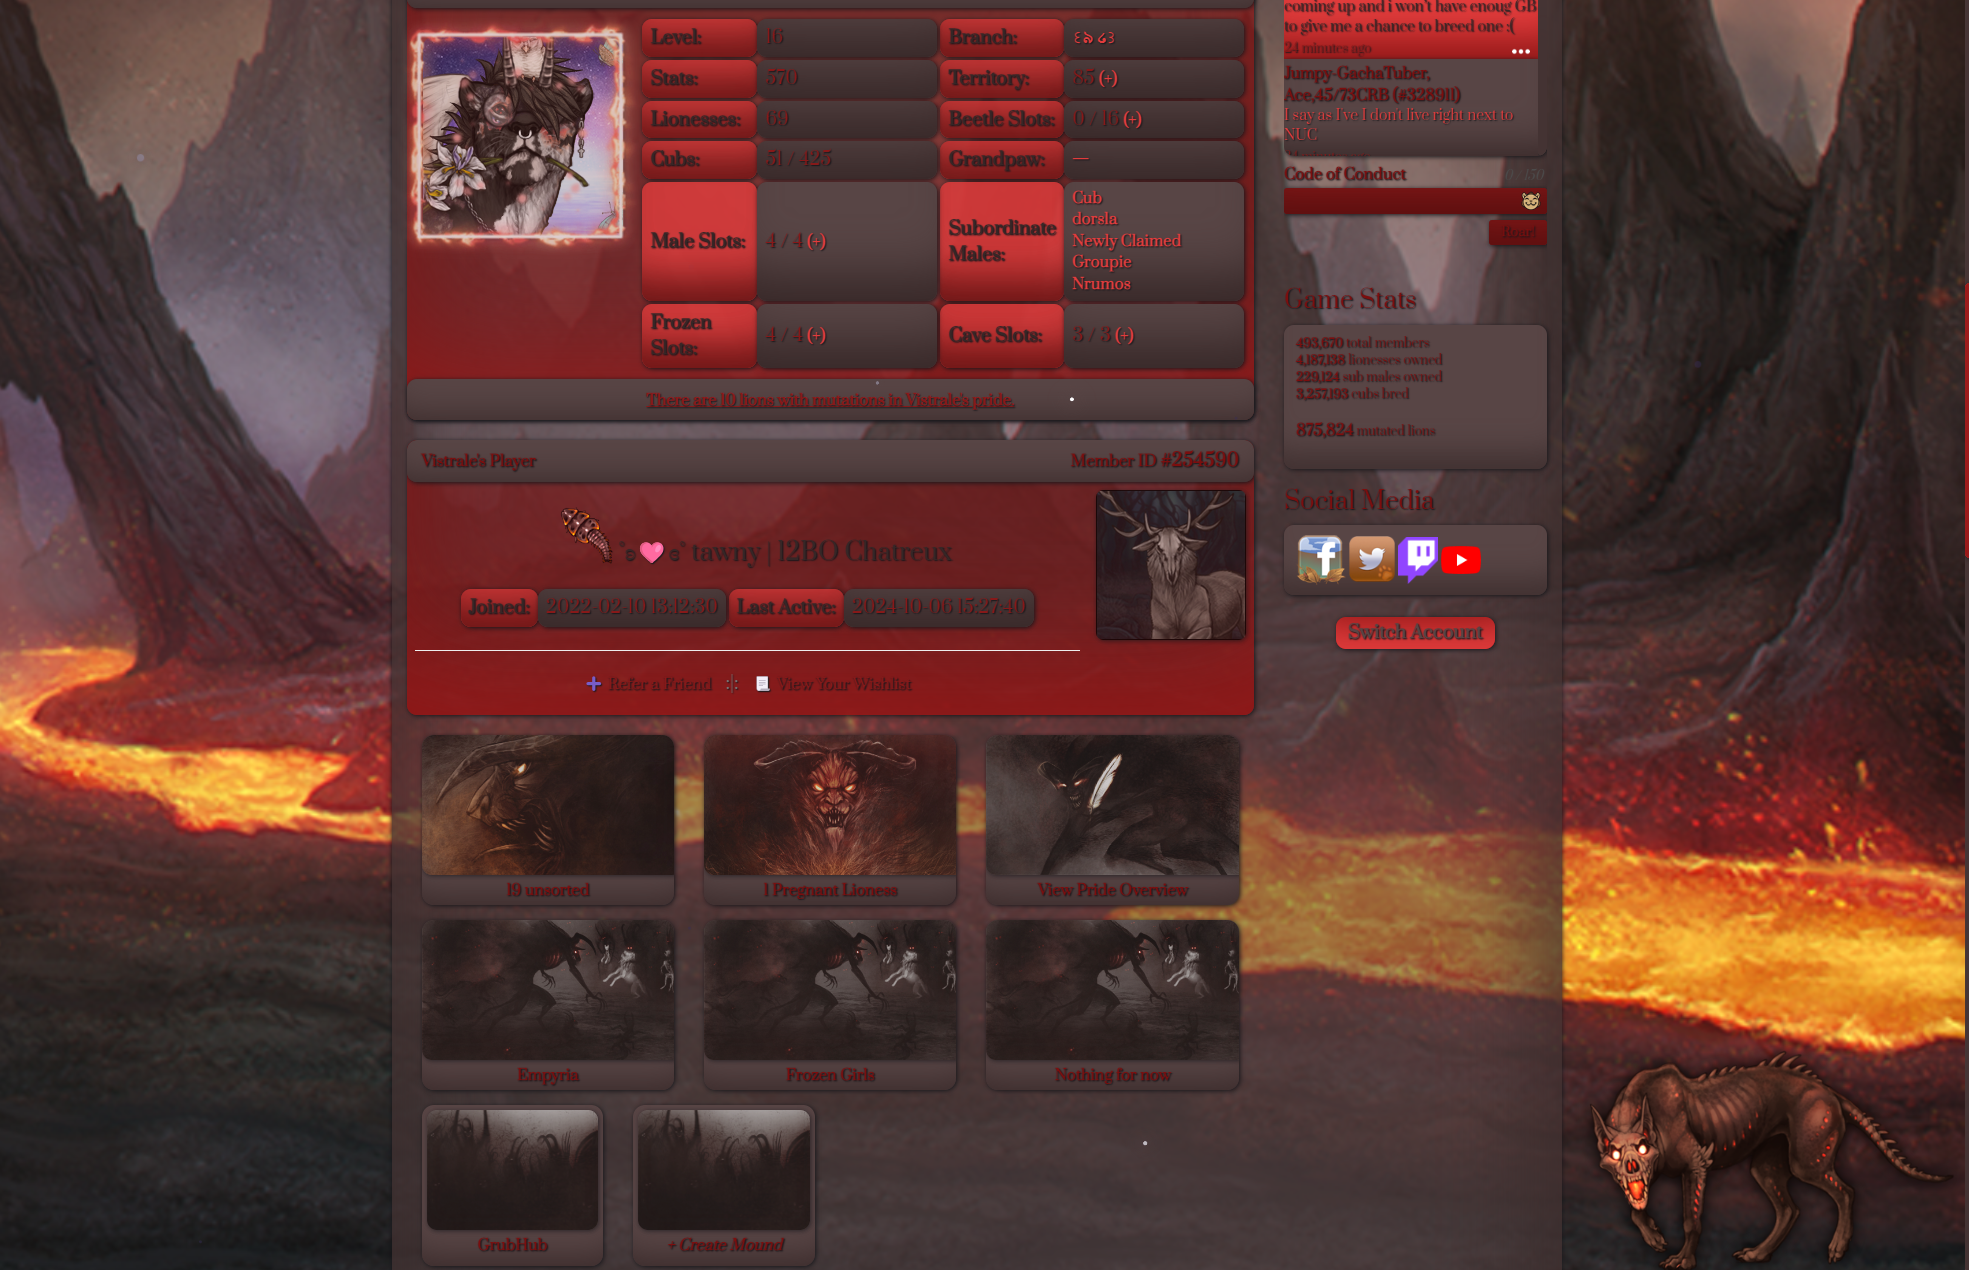 coming up and i won't have enoug GB
to give me a chance to breed one :(
24 minutes ago
Jumpy-GachaTuber,
Ace,45/73CRB (#328911)
I say as I've I don't live right next to
NUC
Code of Conduct
0 / 150
Roar!
Level: 16
Branch:
Stats: 570
Territory: 85 (+)
Lionesses: 69
Beetle Slots: 0 / 16 (+)
Cubs: 51 / 425
Grandpaw: —
Male Slots: 4 / 4 (+)
Subordinate
Males:
Cub
dorsla
Newly Claimed
Groupie
Nrumos
Frozen
Slots: 4 / 4 (+)
Cave Slots: 3 / 3 (+)
There are 10 lions with mutations in Vistrale's pride.
Vistrale's Player
Member ID #254590
tawny | 12BO Chatreux
Joined: 2022-02-10 13:12:30 Last Active: 2024-10-06 15:27:40
Refer a Friend
View Your Wishlist
19 unsorted
1 Pregnant Lioness
View Pride Overview
Empyria
Frozen Girls
Nothing for now
GrubHub
+ Create Mound
Game Stats
493,670 total members
4,187,138 lionesses owned
229,124 sub males owned
3,257,193 cubs bred
875,824 mutated lions
Social Media
Switch Account